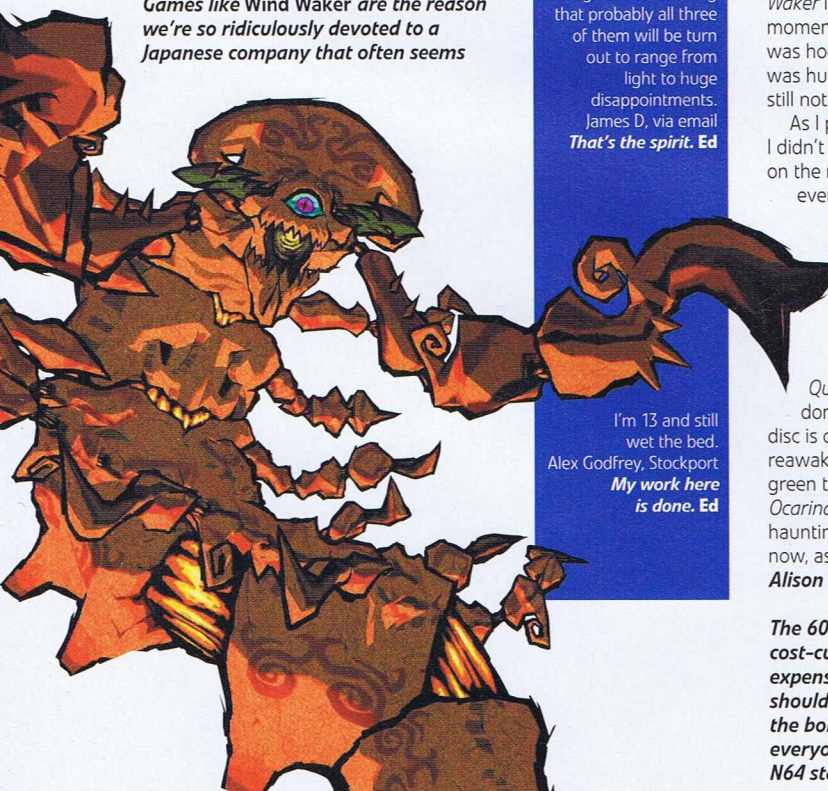 Games like Wind Waker are the reason
we're so ridiculously devoted to a
Japanese company that often seems
that probably all three
of them will be turn
out to range from
light to huge
disappointments.
James D, via email
That's the spirit. Ed
I'm 13 and still
wet the bed.
Alex Godfrey, Stockport
My work here
is done. Ed
Waker
momen
was ho
was hu
still not
As I p
I didn't
on the
eve
Qu
don
disc is
reawak
green t
Ocarina
hauntin
now, as
Alison
The 60
cost-cu
expens
should
the bo
everyo
N64 sto